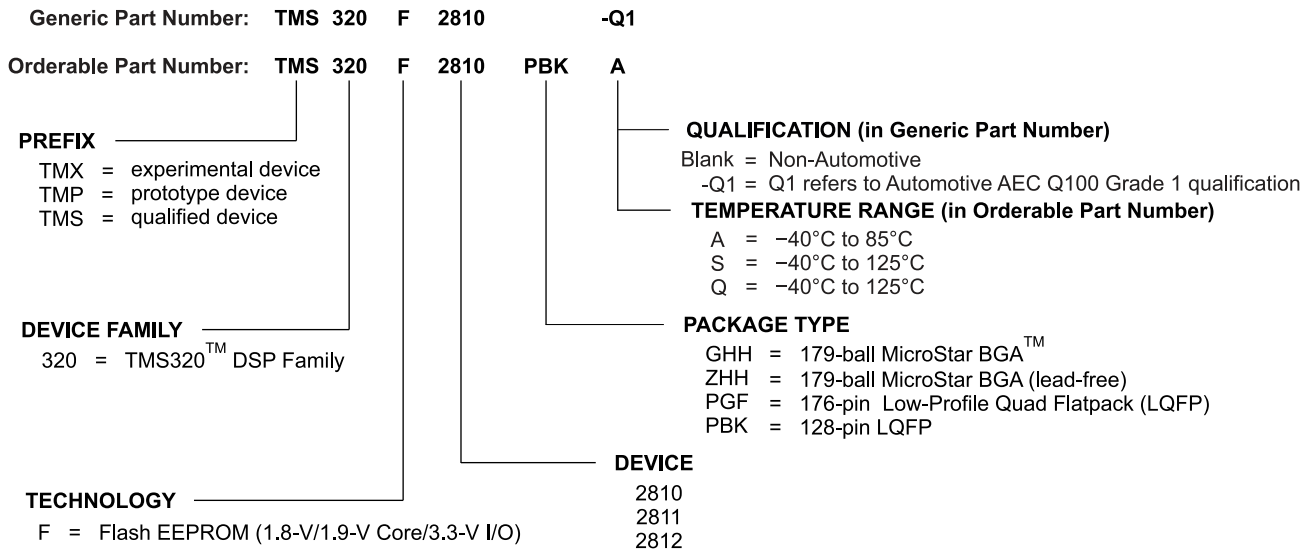 Generic Part Number: TMS 320 F 2810 -Q1
Orderable Part Number: TMS 320 F 2810 PBK A
PREFIX
TMX = experimental device
TMP = prototype device
TMS = qualified device
QUALIFICATION (in Generic Part Number)
Blank = Non-Automotive
-Q1 = Q1 refers to Automotive AEC Q100 Grade 1 qualification
TEMPERATURE RANGE (in Orderable Part Number)
A = −40°C to 85°C
S = −40°C to 125°C
Q = −40°C to 125°C
DEVICE FAMILY
320 = TMS320™ DSP Family
PACKAGE TYPE
GHH = 179-ball MicroStar BGA™
ZHH = 179-ball MicroStar BGA (lead-free)
PGF = 176-pin Low-Profile Quad Flatpack (LQFP)
PBK = 128-pin LQFP
DEVICE
2810
2811
2812
TECHNOLOGY
F = Flash EEPROM (1.8-V/1.9-V Core/3.3-V I/O)